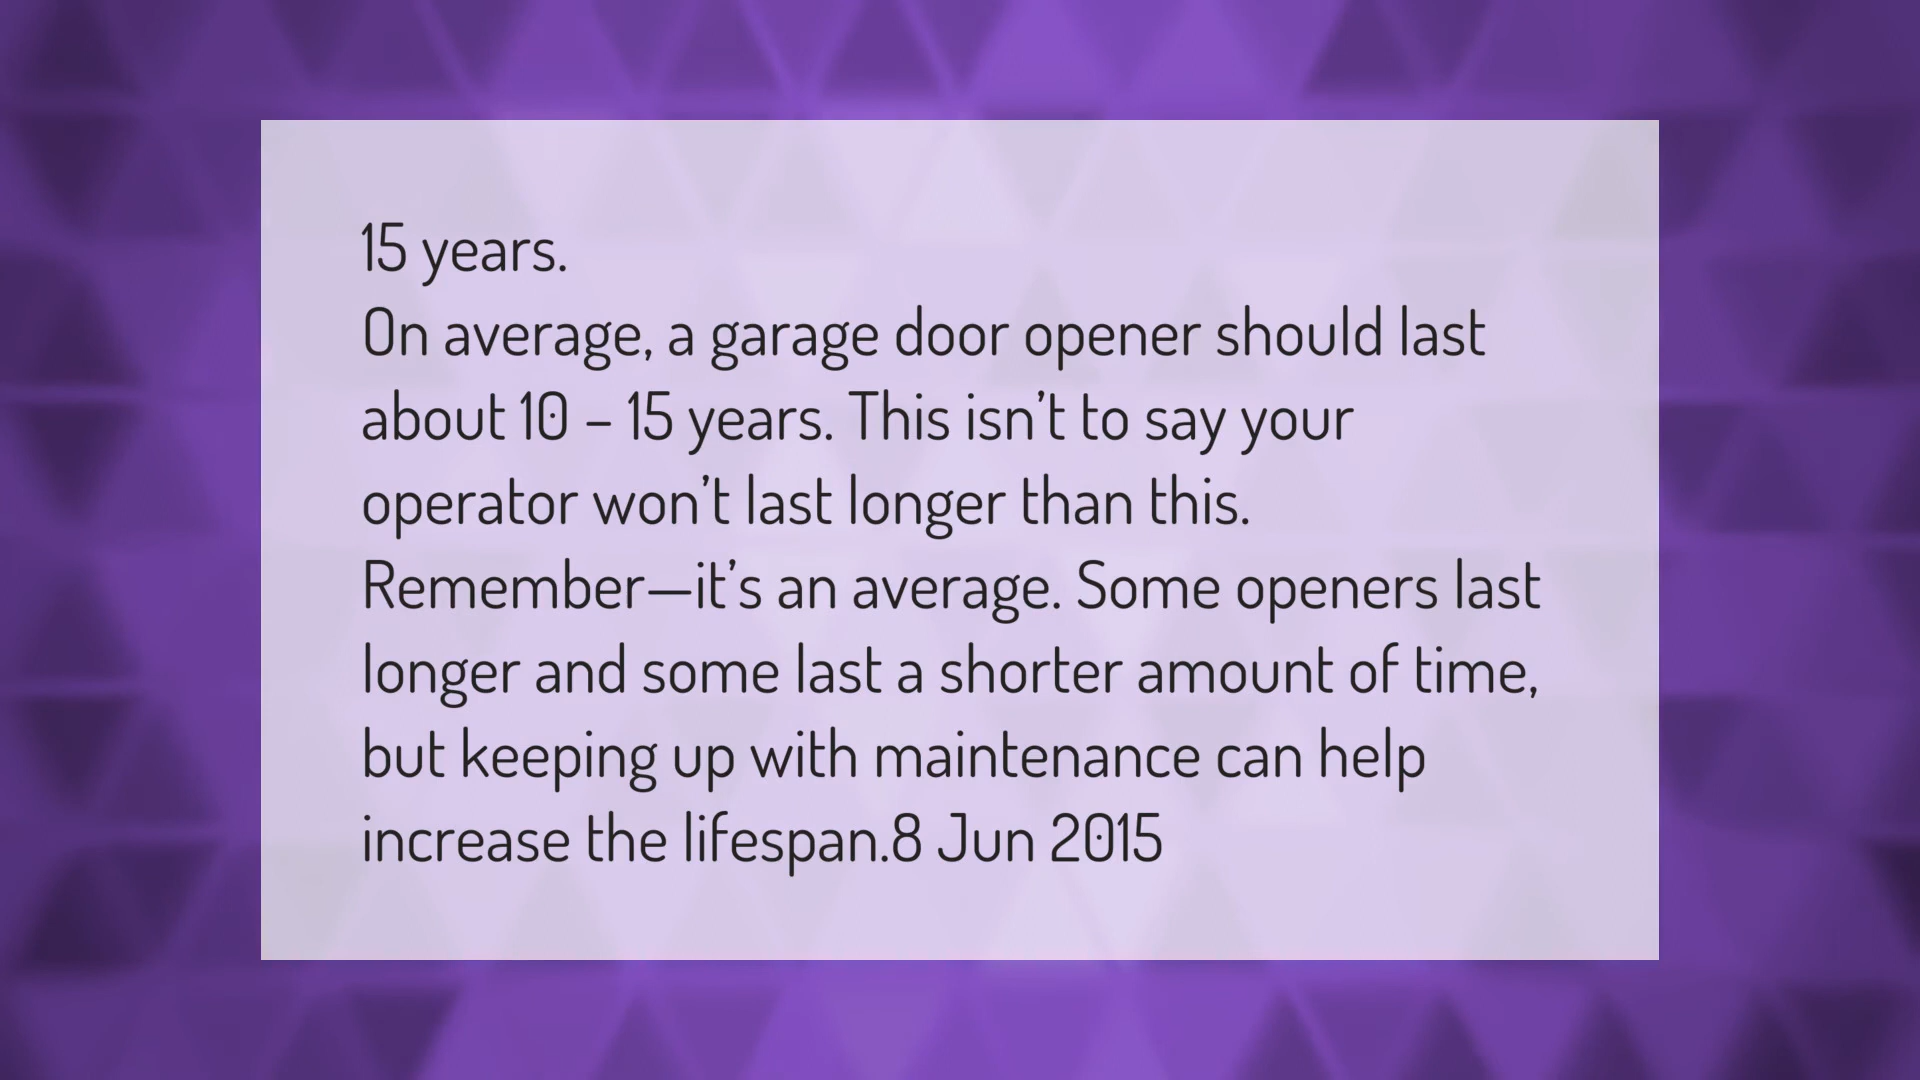 15 years.
On average, a garage door opener should last
about 10 – 15 years. This isn’t to say your
operator won’t last longer than this.
Remember—it’s an average. Some openers last
longer and some last a shorter amount of time,
but keeping up with maintenance can help
increase the lifespan.8 Jun 2015